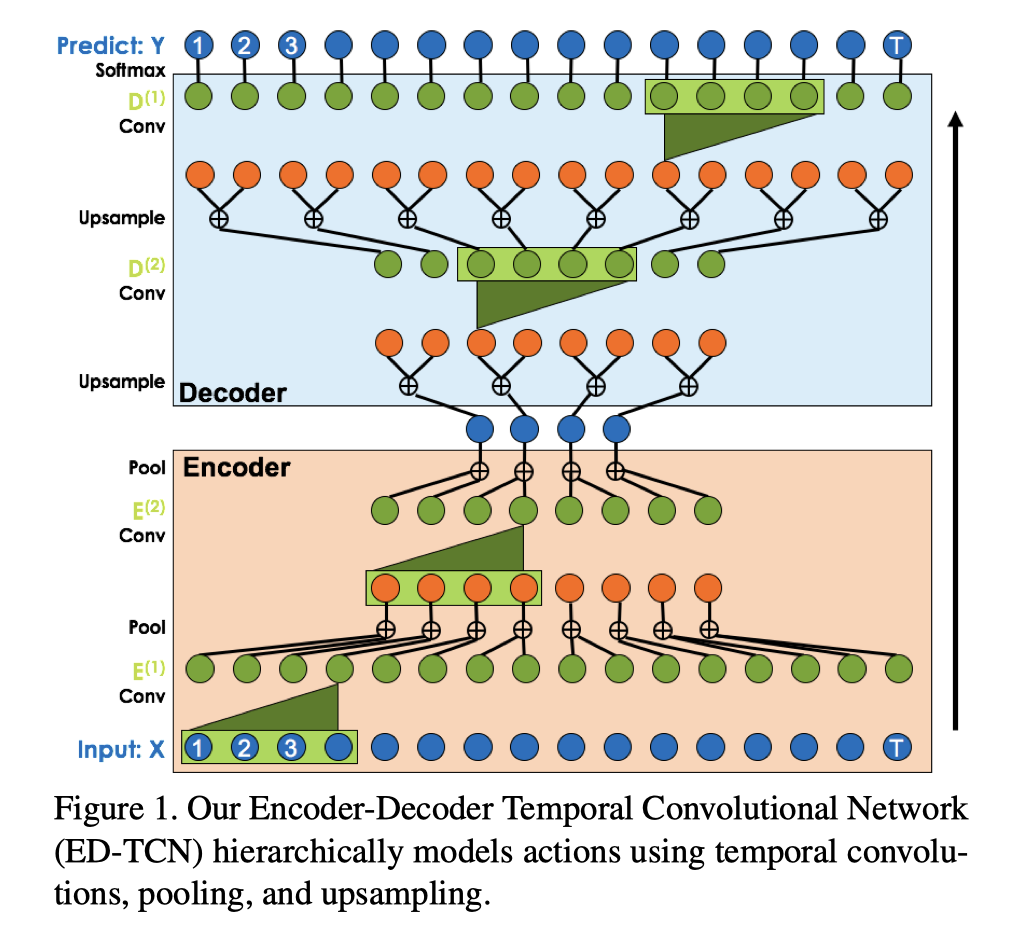 Predict: Y 1 2 3 T
Softmax
D(1)
Conv
Upsample
D(2)
Conv
Upsample
Decoder
Pool Encoder
E(2)
Conv
Pool
E(1)
Conv
Input: X 1 2 3 T
Figure 1. Our Encoder-Decoder Temporal Convolutional Network
(ED-TCN) hierarchically models actions using temporal convolu-
tions, pooling, and upsampling.